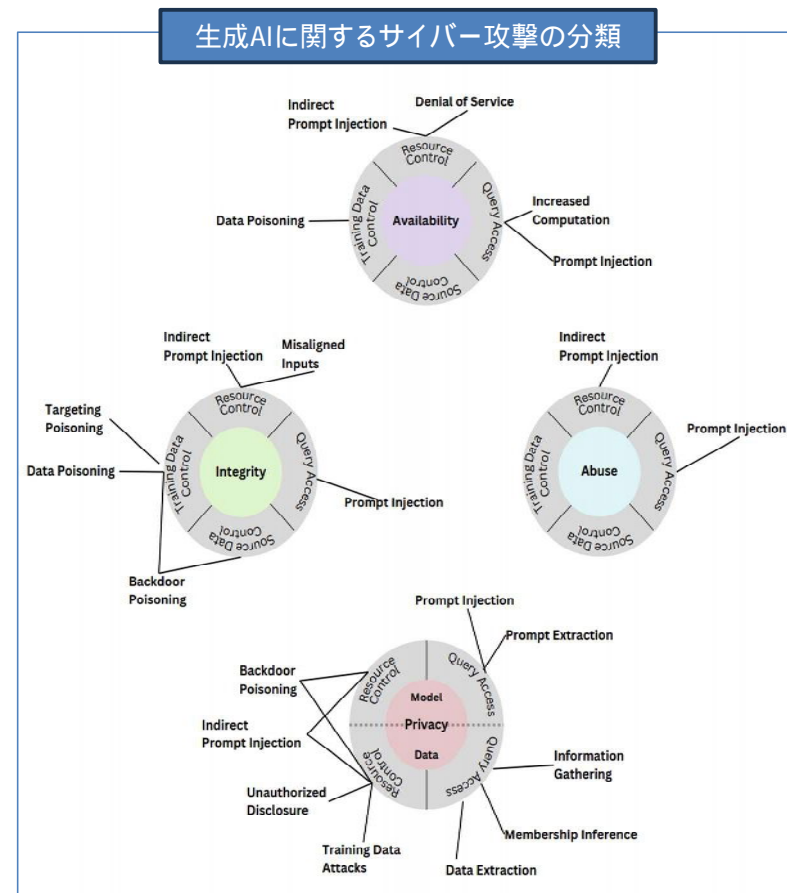 生成AIに関するサイバー攻撃の分類
Indirect
Prompt Injection
Denial of Service
Resource
Control
Training Data
Control
Availability
Query Access
Source Data
Control
Data Poisoning
Increased
Computation
Prompt Injection
Indirect
Prompt Injection
Misaligned
Inputs
Targeting
Poisoning
Data Poisoning
Resource
Control
Training Data
Control
Integrity
Query Access
Source Data
Control
Prompt Injection
Backdoor
Poisoning
Indirect
Prompt Injection
Resource
Control
Training Data
Control
Abuse
Query Access
Source Data
Control
Prompt Injection
Prompt Injection
Prompt Extraction
Backdoor
Poisoning
Resource
Control
Query Access
Model
Privacy
Data
Indirect
Prompt Injection
Resource
Control
Query Access
Information
Gathering
Unauthorized
Disclosure
Membership Inference
Training Data
Attacks
Data Extraction